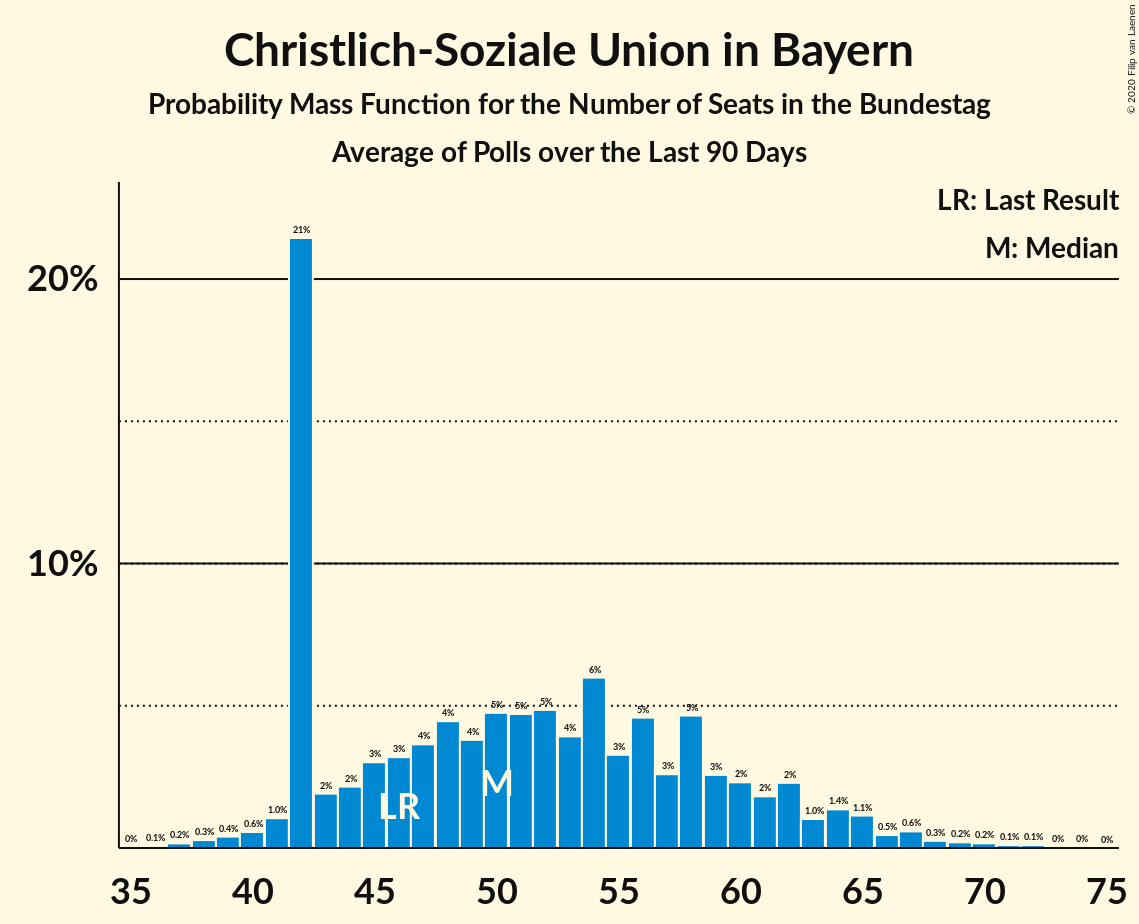 Christlich-Soziale Union in Bayern
Probability Mass Function for the Number of Seats in the Bundestag
Average of Polls over the Last 90 Days
© 2020 Filip van Laenen
LR: Last Result
M: Median
20%
10%
0% 0.1% 0.2% 0.3% 0.4% 0.6% 1.0% 21% 2% 2% 3% 3% 4% 4% 4% 5% 5% 5% 4% 6% 3% 5% 3% 5% 3% 2% 2% 2% 1.0% 1.4% 1.1% 0.5% 0.6% 0.3% 0.2% 0.2% 0.1% 0.1% 0% 0% 0%
M
LR
35 40 45 50 55 60 65 70 75